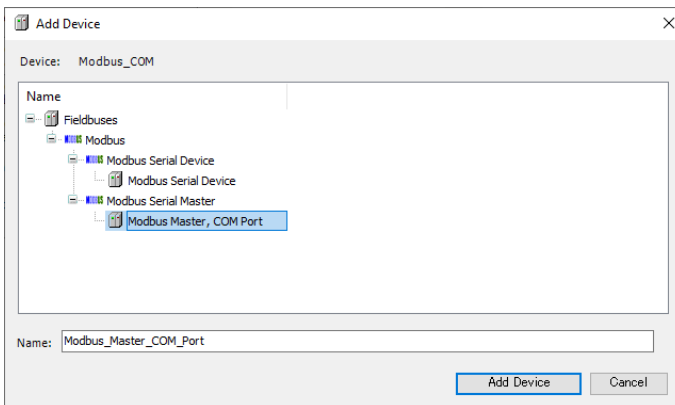 Add Device
Device: Modbus_COM
Name
Fieldbuses
Modbus
Modbus Serial Device
Modbus Serial Device
Modbus Serial Master
Modbus Master, COM Port
Name: Modbus_Master_COM_Port
Add Device Cancel